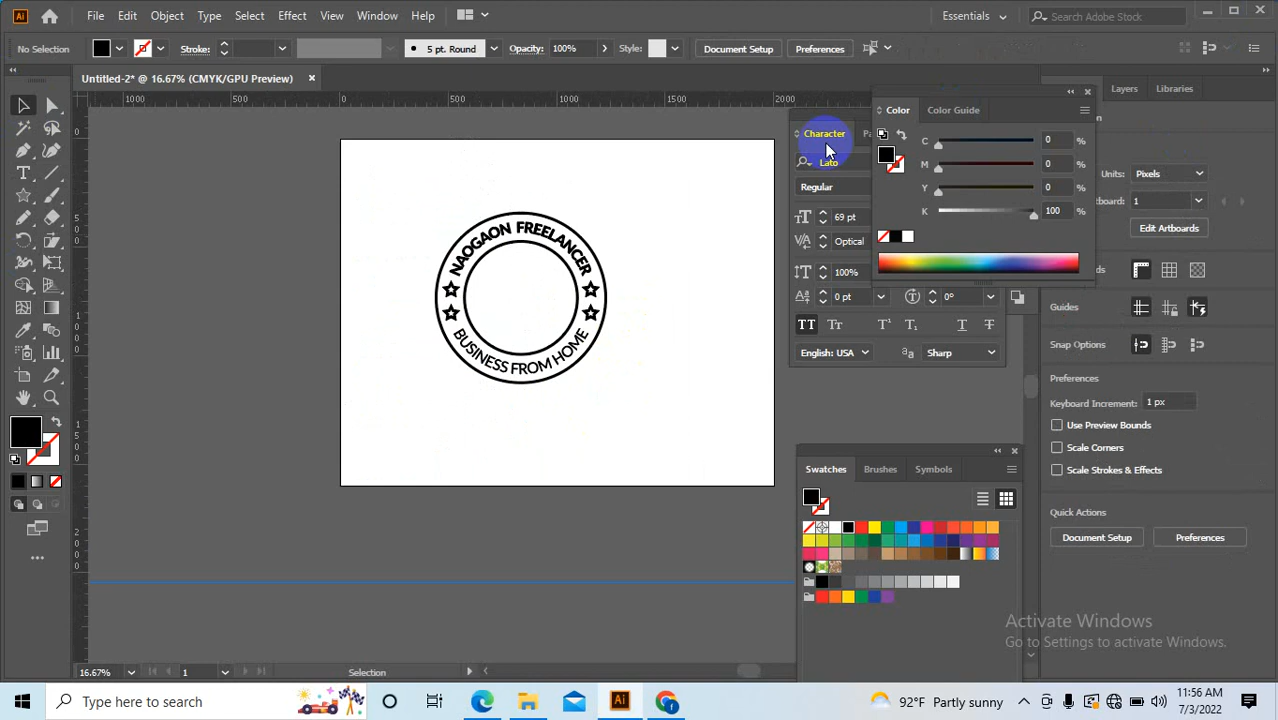 Ai File Edit Object Type Select Effect View Window Help Essentials Search Adobe Stock
No Selection Stroke: 5 pt. Round Opacity: 100% Style: Document Setup Preferences
Untitled-2* @ 16.67% (CMYK/GPU Preview) × Layers Libraries
1000 500 0 500 1000 1500 2000
Color Color Guide
Character Pa
Lato
Regular
69 pt
Optical
100%
0 pt 0°
TT Tr T¹ T₁ T T
English: USA Sharp
C 0 %
M 0 %
Y 0 %
K 100 %
NAOGAON FREELANCER
BUSINESS FROM HOME
Units: Pixels
1
Edit Artboards
Guides
Snap Options
Preferences
Keyboard Increment: 1 px
Use Preview Bounds
Scale Corners
Scale Strokes & Effects
Quick Actions
Document Setup Preferences
Swatches Brushes Symbols
Activate Windows
Go to Settings to activate Windows.
16.67% 1 Selection
Type here to search 92°F Partly sunny 11:56 AM
7/3/2022